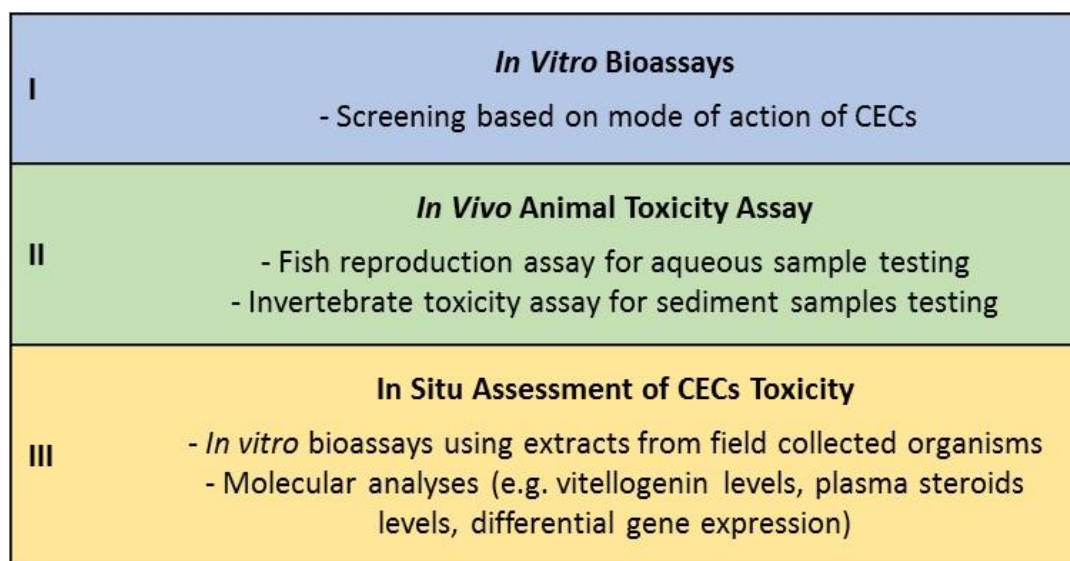 I
In Vitro Bioassays
- Screening based on mode of action of CECs
II
In Vivo Animal Toxicity Assay
- Fish reproduction assay for aqueous sample testing
- Invertebrate toxicity assay for sediment samples testing
III
In Situ Assessment of CECs Toxicity
- In vitro bioassays using extracts from field collected organisms
- Molecular analyses (e.g. vitellogenin levels, plasma steroids
levels, differential gene expression)